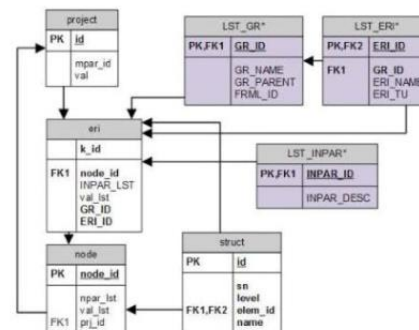 project
PK id
mpar_id
val
LST_GR*
PK,FK1 GR_ID
GR_NAME
GR_PARENT
FRML_ID
LST_ERI*
PK,FK2 ERI_ID
FK1 GR_ID
ERI_NAME
ERI_TU
eri
k_id
FK1 node_id
INPAR_LST
val_lst
GR_ID
ERI_ID
LST_INPAR*
PK,FK1 INPAR_ID
INPAR_DESC
node
PK node_id
npar_lst
val_lst
FK1 prj_id
struct
PK id
sn
level
FK1,FK2 elem_id
name